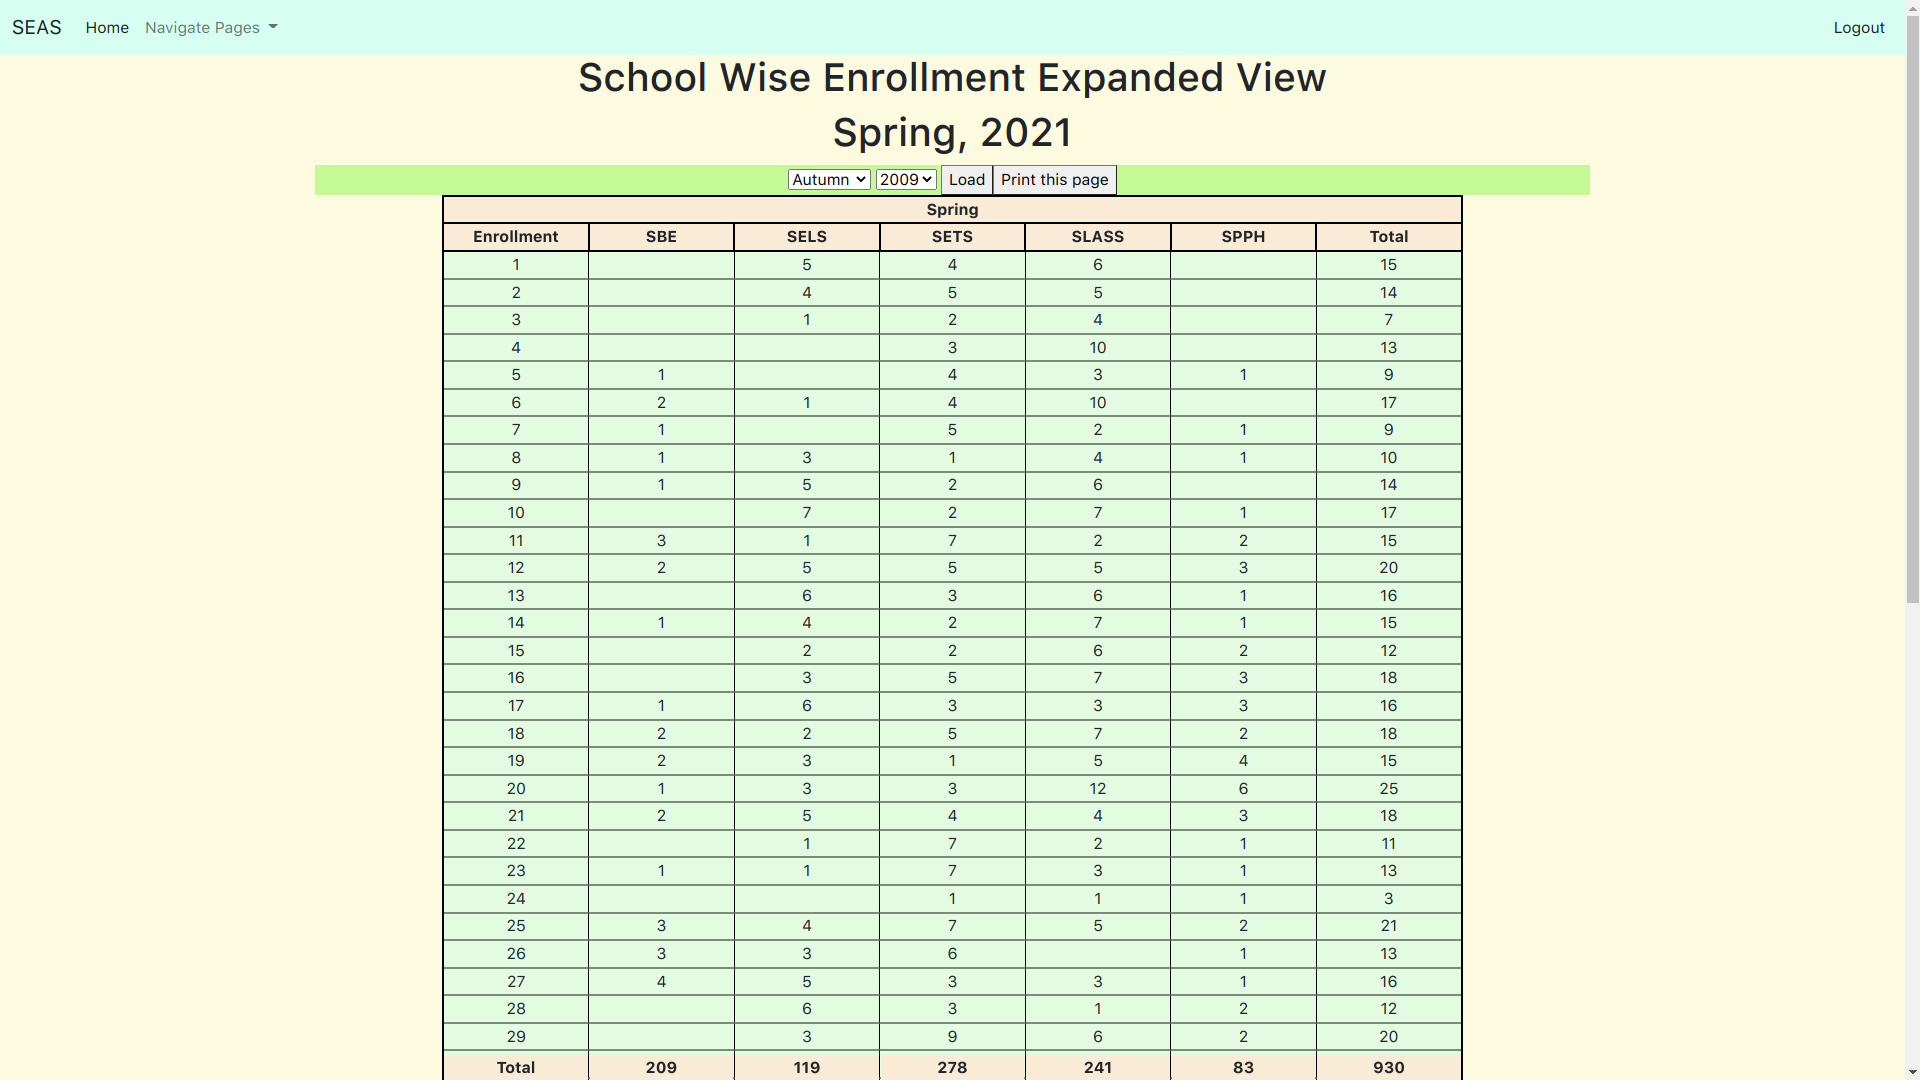 SEAS Home Navigate Pages Logout
School Wise Enrollment Expanded View
Spring, 2021
Autumn 2009 Load Print this page
Spring
Enrollment SBE SELS SETS SLASS SPPH Total
1 5 4 6 15
2 4 5 5 14
3 1 2 4 7
4 3 10 13
5 1 4 3 1 9
6 2 1 4 10 17
7 1 5 2 1 9
8 1 3 1 4 1 10
9 1 5 2 6 14
10 7 2 7 1 17
11 3 1 7 2 2 15
12 2 5 5 5 3 20
13 6 3 6 1 16
14 1 4 2 7 1 15
15 2 2 6 2 12
16 3 5 7 3 18
17 1 6 3 3 3 16
18 2 2 5 7 2 18
19 2 3 1 5 4 15
20 1 3 3 12 6 25
21 2 5 4 4 3 18
22 1 7 2 1 11
23 1 1 7 3 1 13
24 1 1 1 3
25 3 4 7 5 2 21
26 3 3 6 1 13
27 4 5 3 3 1 16
28 6 3 1 2 12
29 3 9 6 2 20
Total 209 119 278 241 83 930